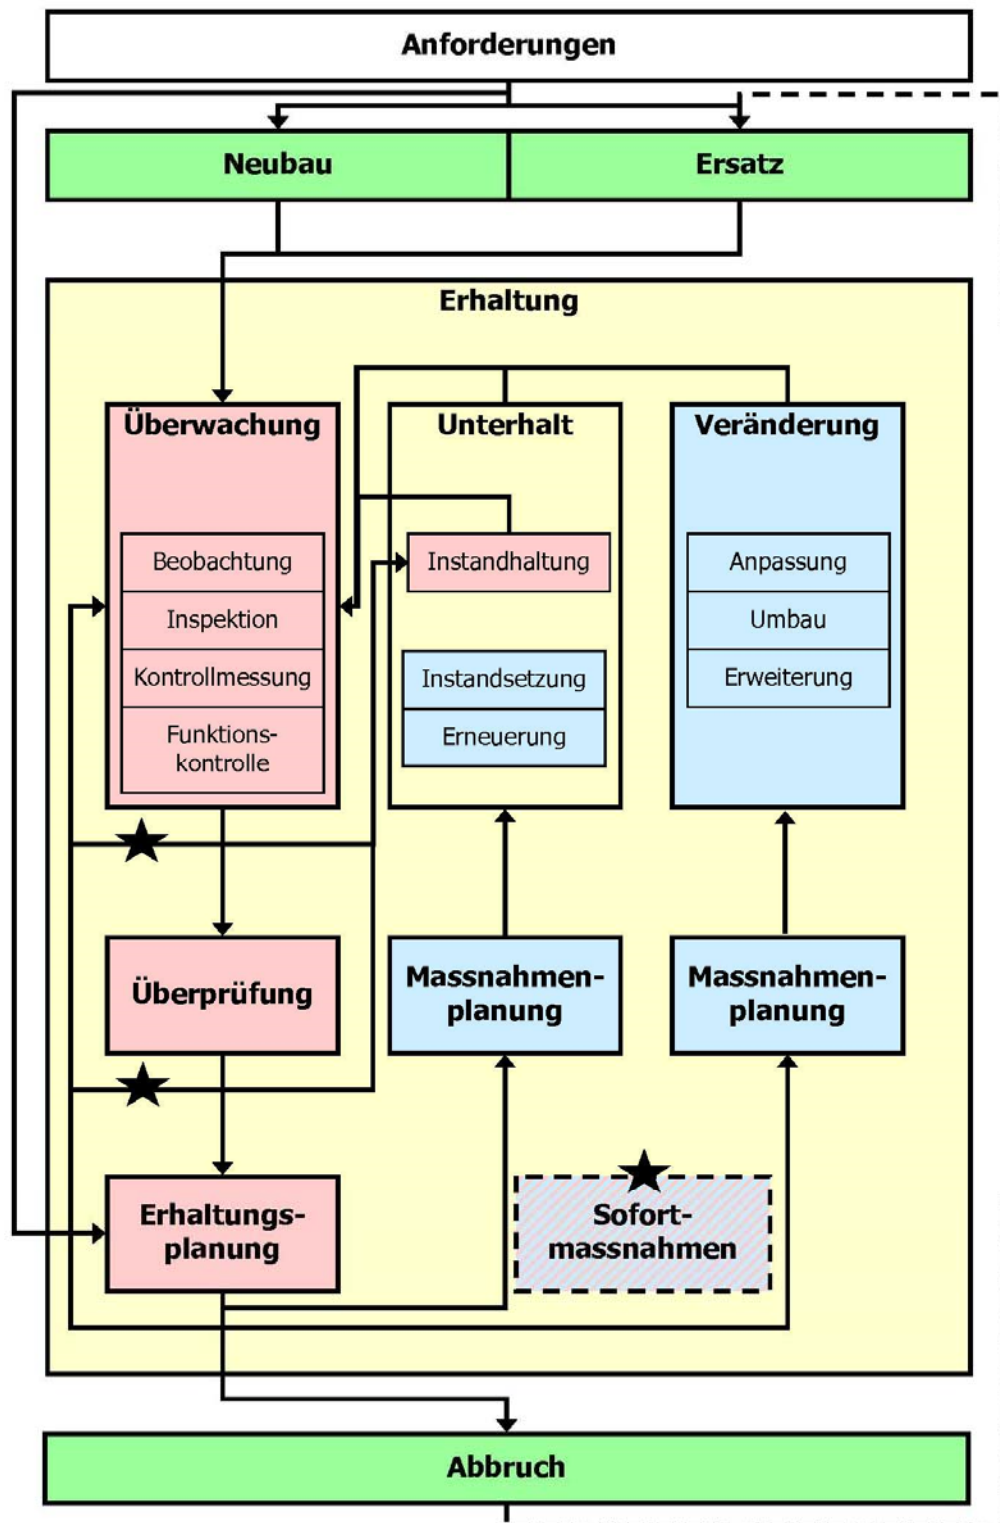 Anforderungen
Neubau
Ersatz
Erhaltung
Überwachung
Beobachtung
Inspektion
Kontrollmessung
Funktions-
kontrolle
Unterhalt
Instandhaltung
Instandsetzung
Erneuerung
Veränderung
Anpassung
Umbau
Erweiterung
Überprüfung
Massnahmen-
planung
Massnahmen-
planung
Erhaltungs-
planung
Sofort-
massnahmen
Abbruch